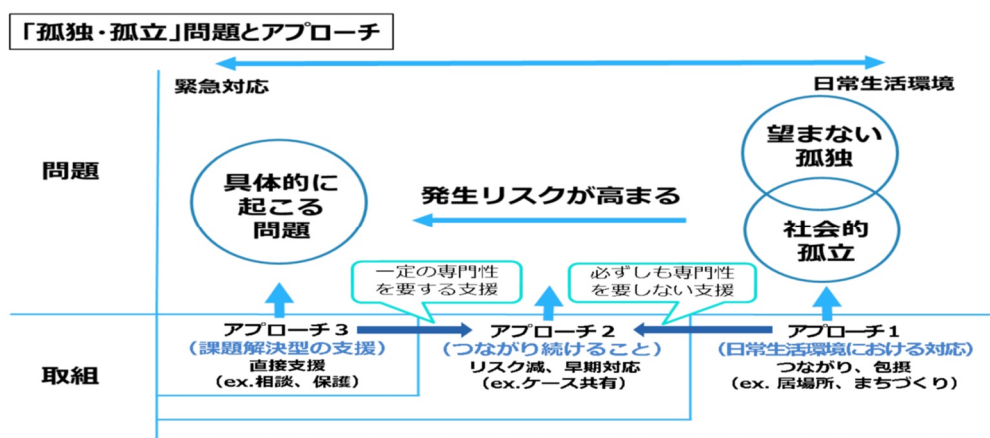 「孤独・孤立」問題とアプローチ
緊急対応
日常生活環境
問題
具体的に
起こる
問題
発生リスクが高まる
望まない
孤独
社会的
孤立
一定の専門性
を要する支援
必ずしも専門性
を要しない支援
取組
アプローチ3
(課題解決型の支援)
直接支援
(ex.相談、保護)
アプローチ2
(つながり続けること)
リスク減、早期対応
(ex.ケース共有)
アプローチ1
(日常生活環境における対応)
つながり、包摂
(ex. 居場所、まちづくり)